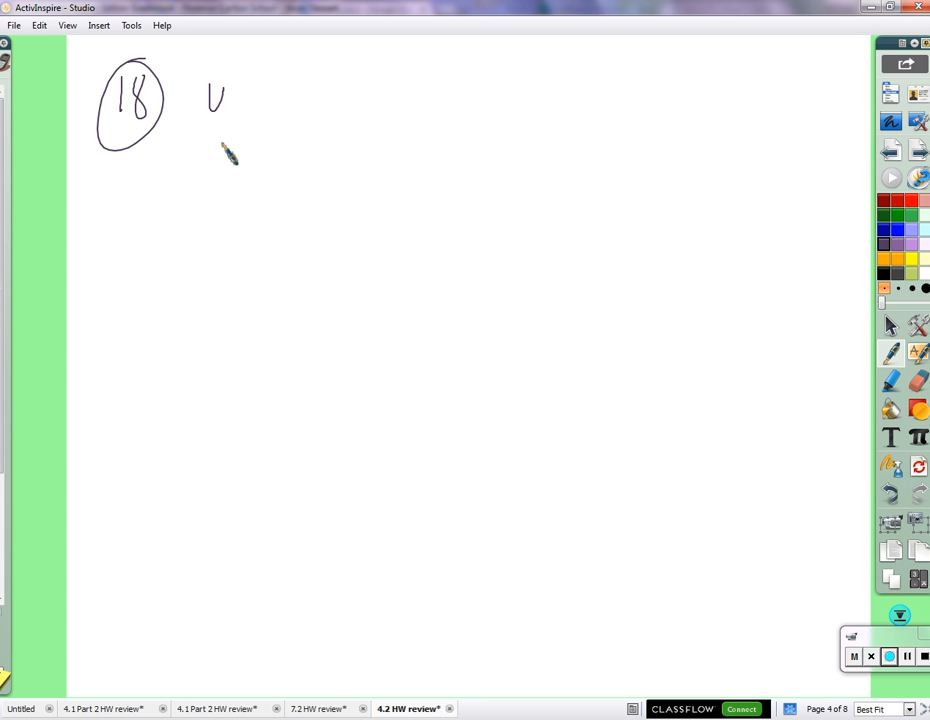 ActivInspire - Studio
File Edit View Insert Tools Help
18 U
M
Untitled 4.1 Part 2 HW review* 4.1 Part 2 HW review* 7.2 HW review* 4.2 HW review* CLASSFLOW Connect Page 4 of 8 Best Fit